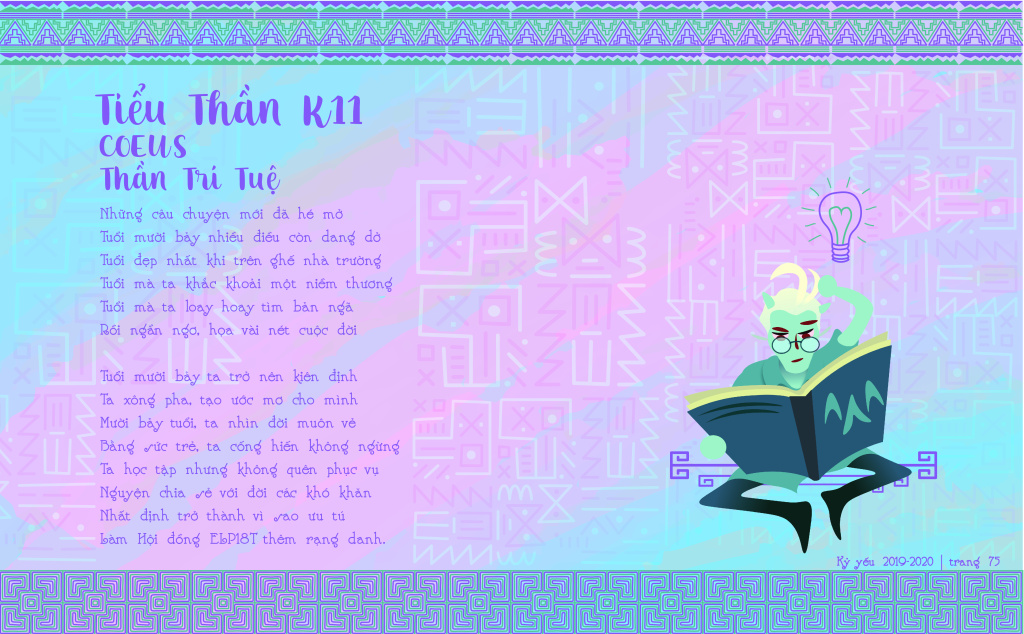 Tiểu Thần K11
COEUS
Thần Tri Tuệ
Những câu chuyện mới đã hé mở
Tuổi mười bảy nhiều điều còn dang dở
Tuổi đẹp nhất khi trên ghế nhà trường
Tuổi mà ta khắc khoải một niềm thương
Tuổi mà ta loay hoay tìm bản ngã
Rồi ngẩn ngơ, họa vài nét cuộc đời
Tuổi mười bảy ta trở nên kiên định
Ta xông pha, tạo ước mơ cho mình
Mười bảy tuổi, ta nhìn đời muôn vẻ
Bằng sức trẻ, ta cống hiến không ngừng
Ta học tập nhưng không quên phục vụ
Nguyện chia sẻ với đời các khó khăn
Nhất định trở thành vì sao ưu tú
Làm Hội đồng ELP18T thêm rạng danh.
Kỷ yếu 2019-2020 | trang 75